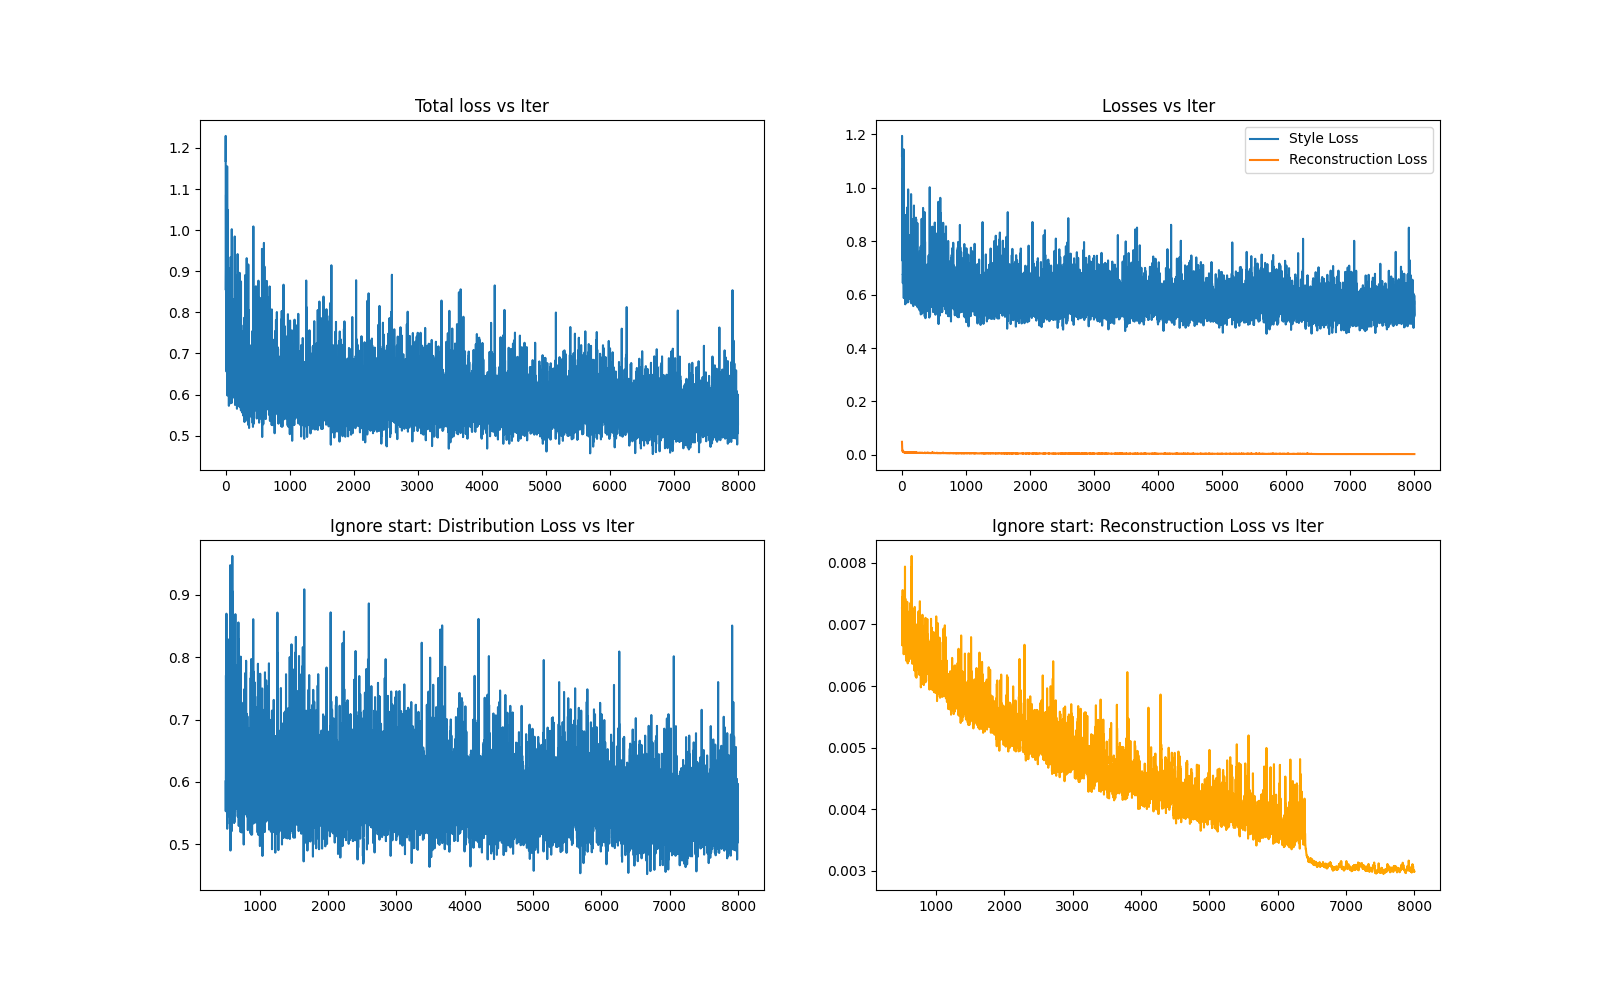 Total loss vs Iter
1.2
1.1
1.0
0.9
0.8
0.7
0.6
0.5
0 1000 2000 3000 4000 5000 6000 7000 8000
Losses vs Iter
Style Loss
Reconstruction Loss
1.2
1.0
0.8
0.6
0.4
0.2
0.0
0 1000 2000 3000 4000 5000 6000 7000 8000
Ignore start: Distribution Loss vs Iter
0.9
0.8
0.7
0.6
0.5
1000 2000 3000 4000 5000 6000 7000 8000
Ignore start: Reconstruction Loss vs Iter
0.008
0.007
0.006
0.005
0.004
0.003
1000 2000 3000 4000 5000 6000 7000 8000